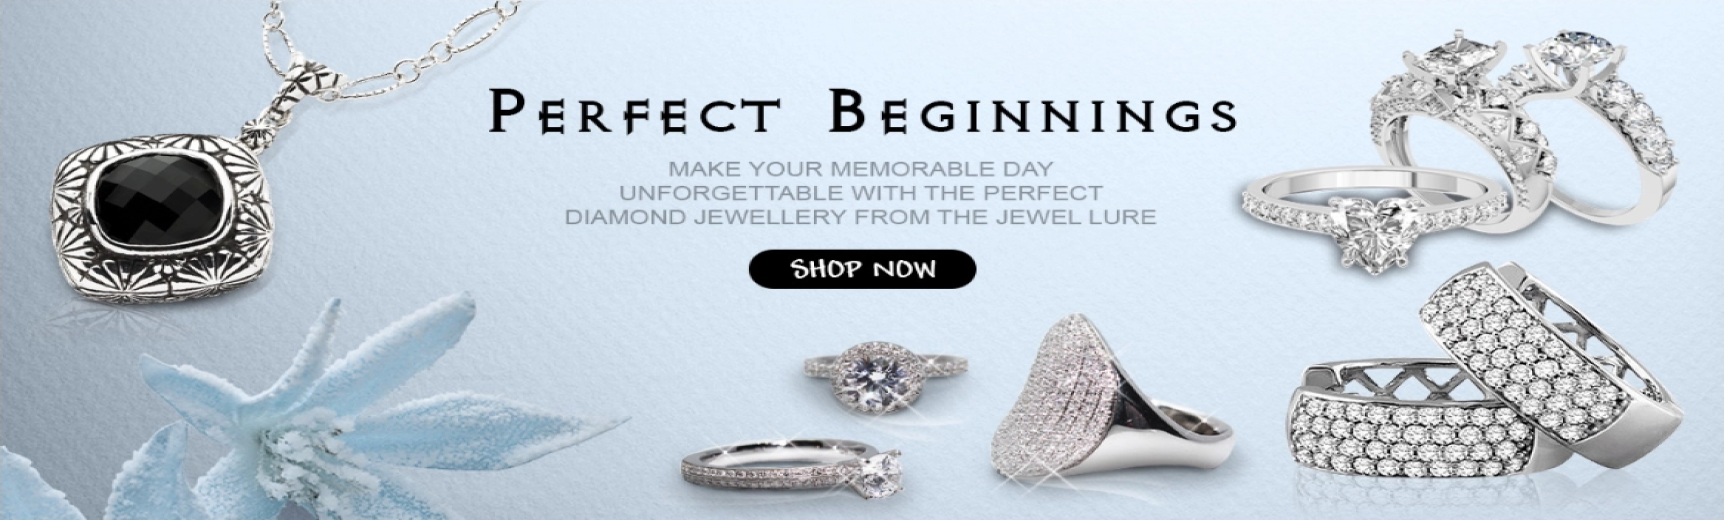 PERFECT BEGINNINGS
MAKE YOUR MEMORABLE DAY
UNFORGETTABLE WITH THE PERFECT
DIAMOND JEWELLERY FROM THE JEWEL LURE
SHOP NOW